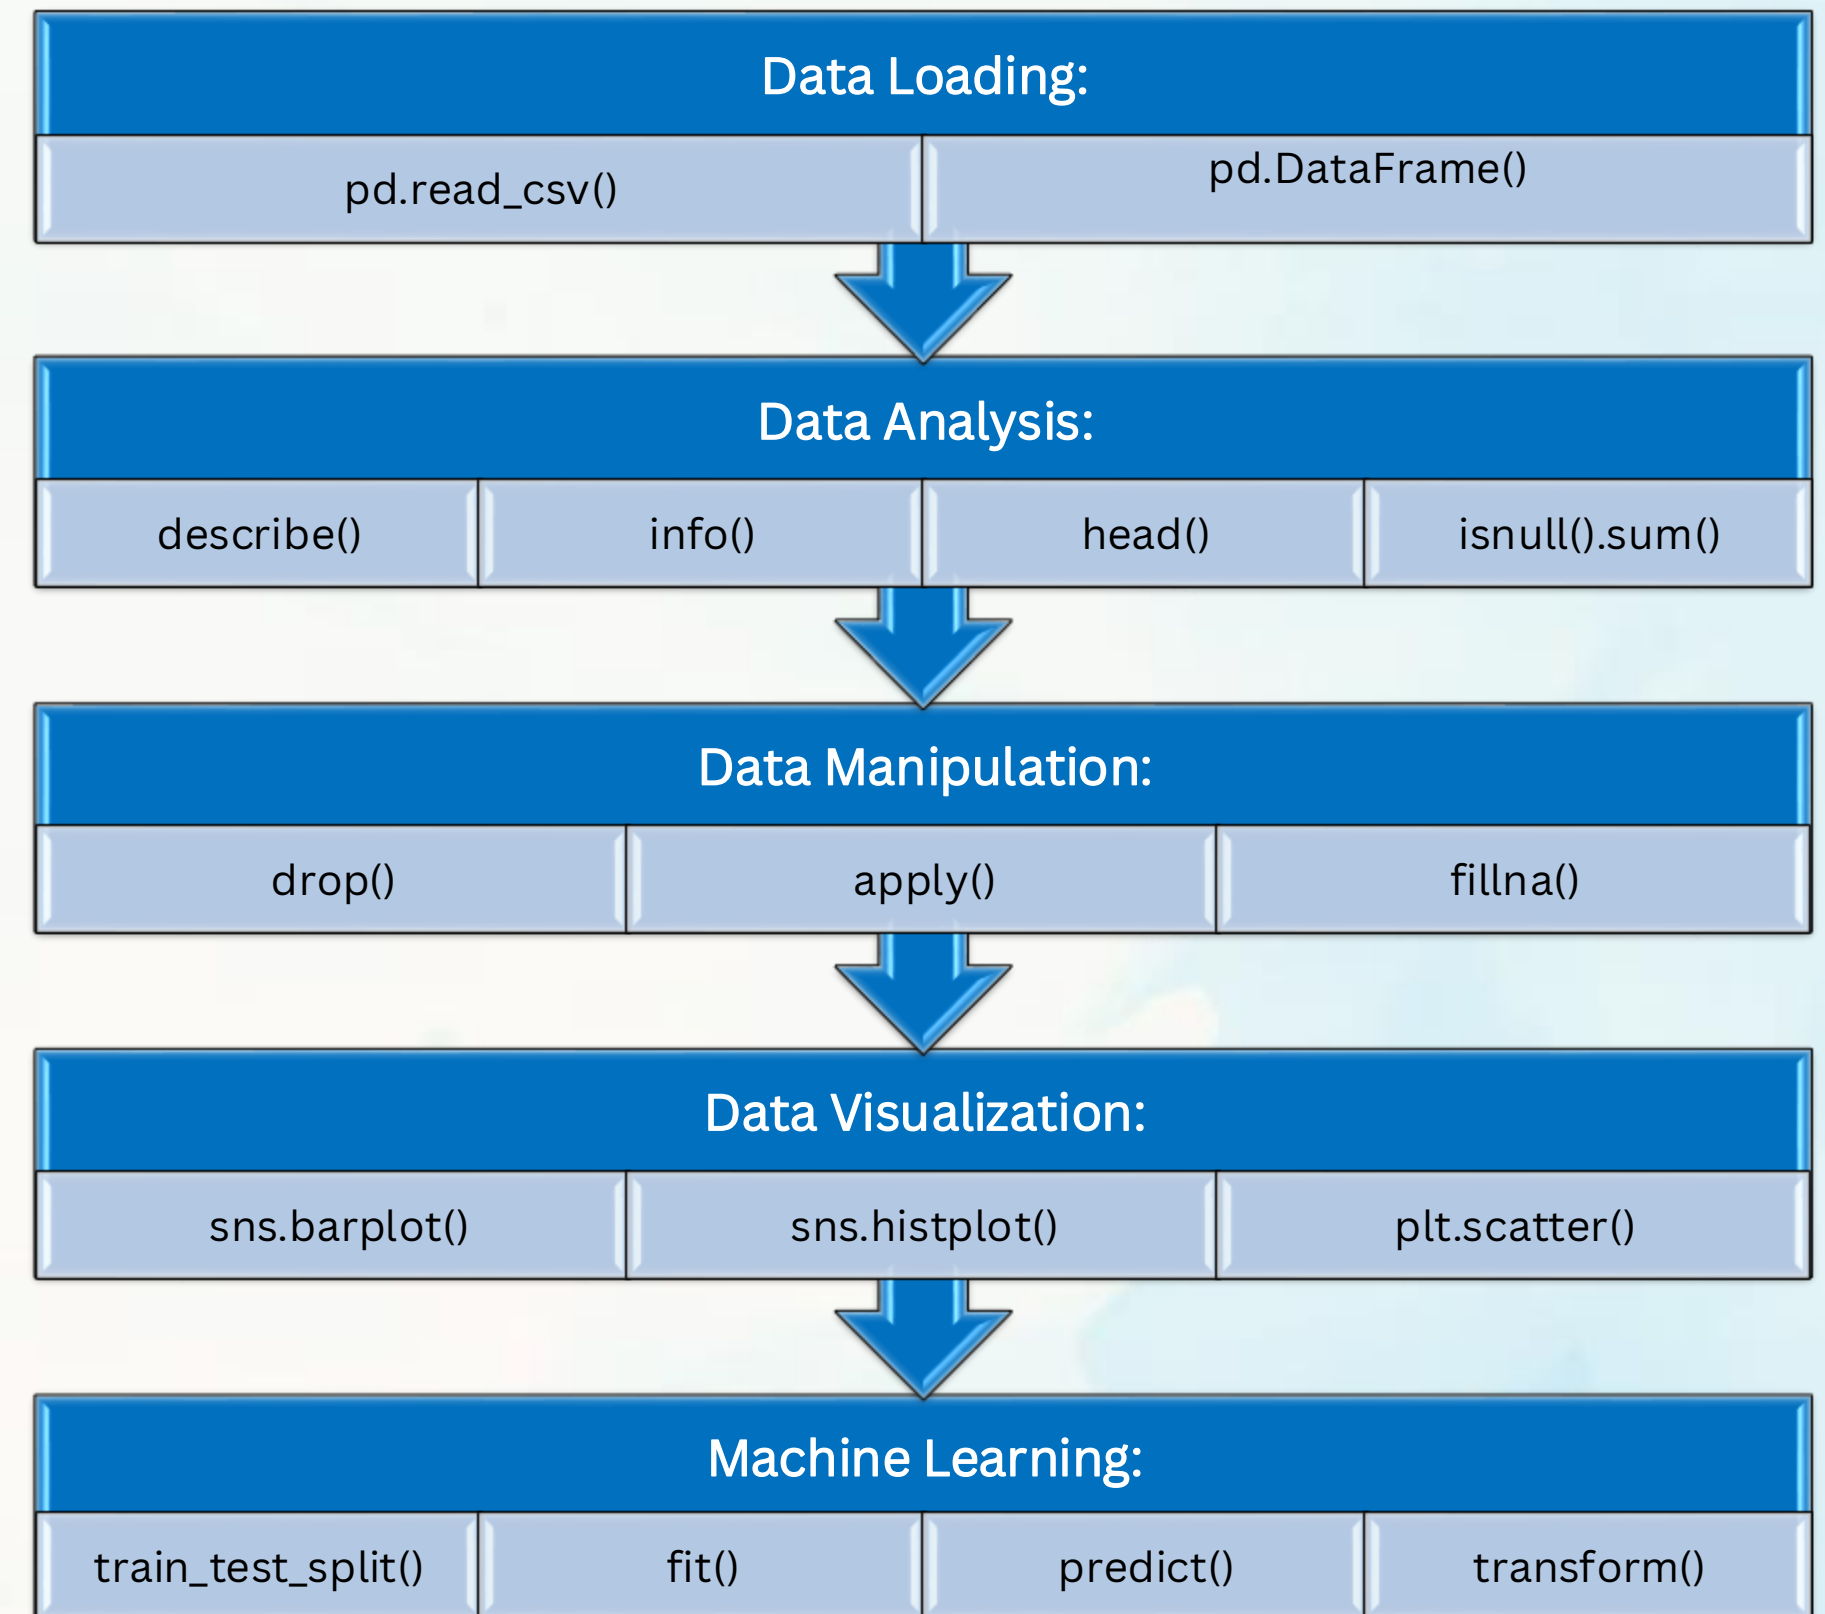 Data Loading:
pd.read_csv()
pd.DataFrame()
Data Analysis:
describe()
info()
head()
isnull().sum()
Data Manipulation:
drop()
apply()
fillna()
Data Visualization:
sns.barplot()
sns.histplot()
plt.scatter()
Machine Learning:
train_test_split()
fit()
predict()
transform()